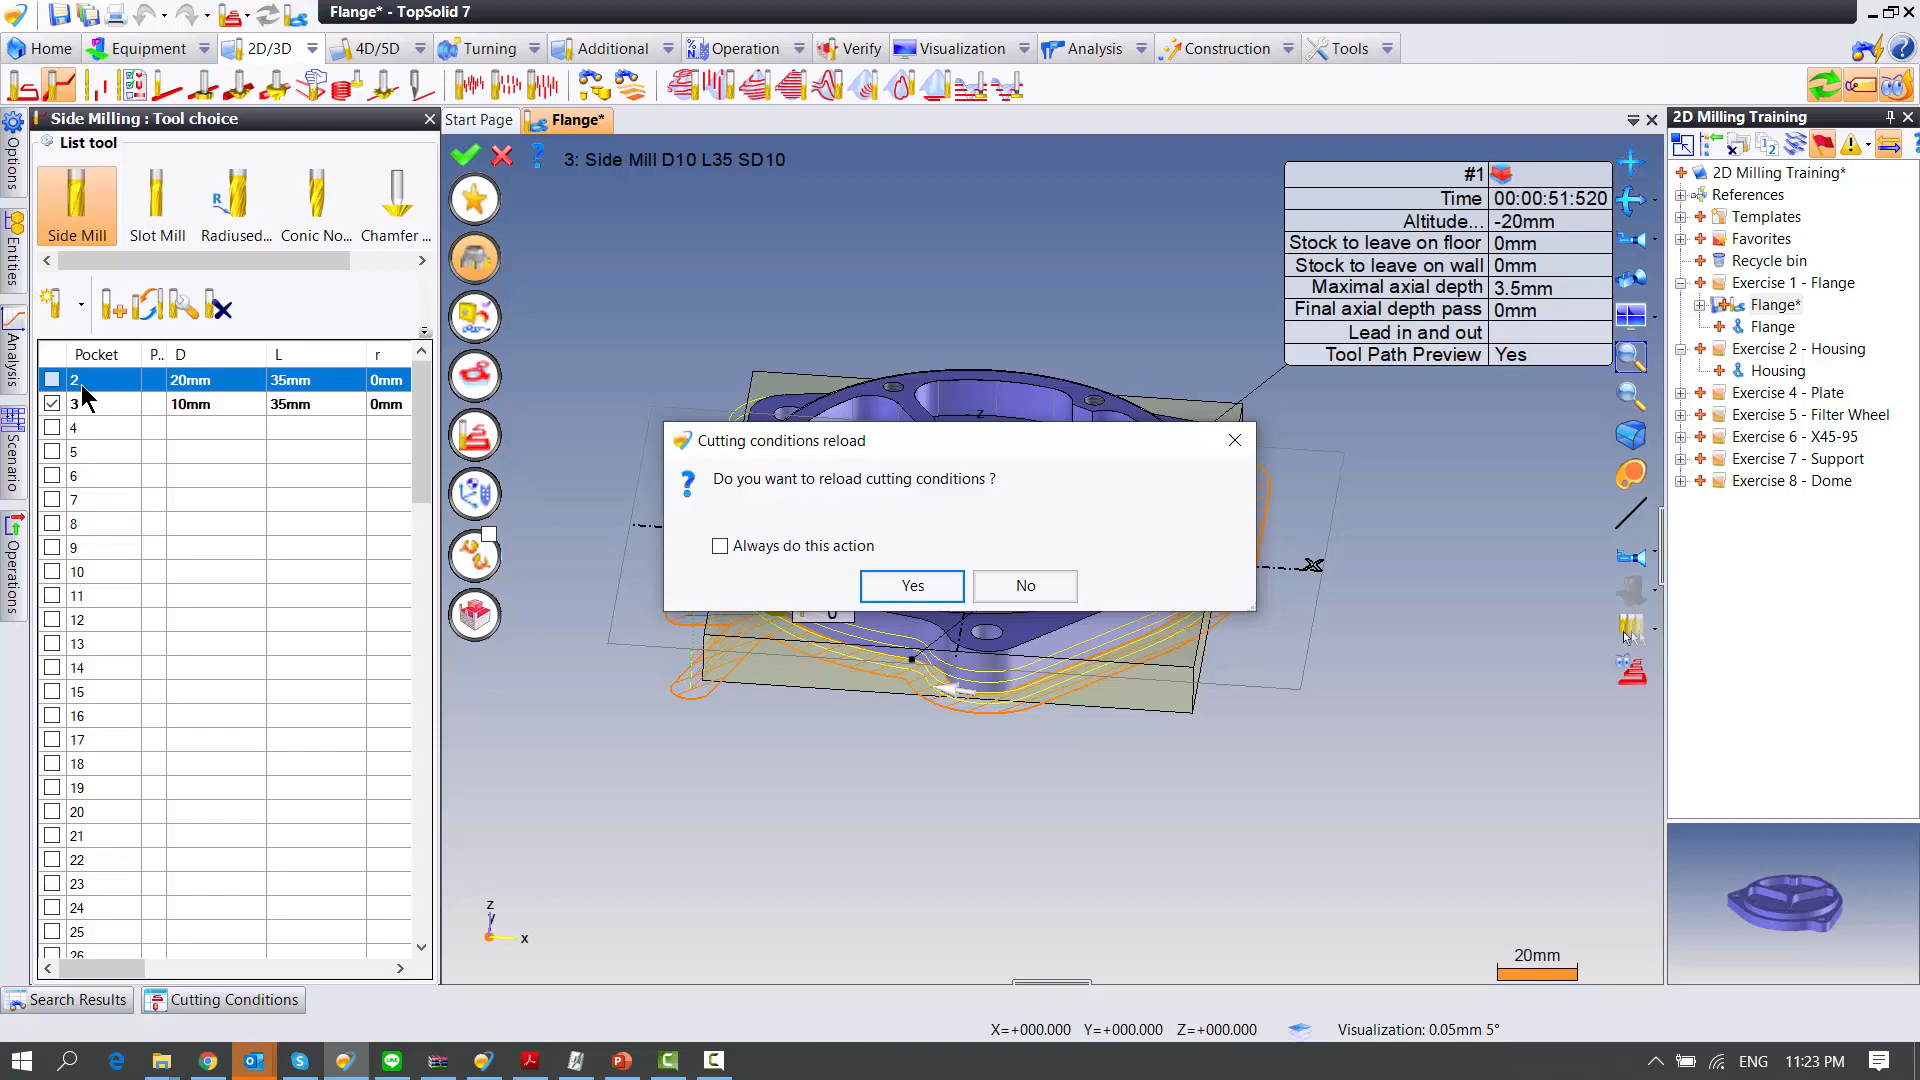 Flange* - TopSolid 7
Home
Equipment
2D/3D
4D/5D
Turning
Additional
Operation
Verify
Visualization
Analysis
Construction
Tools
Side Milling : Tool choice
Start Page
Flange*
2D Milling Training
List tool
3: Side Mill D10 L35 SD10
Side Mill
Slot Mill
Radiused...
Conic No...
Chamfer ...
Pocket P.. D L r
2 20mm 35mm 0mm
3 10mm 35mm 0mm
4
5
6
7
8
9
10
11
12
13
14
15
16
17
18
19
20
21
22
23
24
25
26
Options
Entities
Analysis
Scenario
Operations
#1
Time 00:00:51:520
Altitude... -20mm
Stock to leave on floor 0mm
Stock to leave on wall 0mm
Maximal axial depth 3.5mm
Final axial depth pass 0mm
Lead in and out
Tool Path Preview Yes
Cutting conditions reload
Do you want to reload cutting conditions ?
Always do this action
Yes
No
z
x
z
x
20mm
2D Milling Training*
References
Templates
Favorites
Recycle bin
Exercise 1 - Flange
Flange*
Flange
Exercise 2 - Housing
Housing
Exercise 4 - Plate
Exercise 5 - Filter Wheel
Exercise 6 - X45-95
Exercise 7 - Support
Exercise 8 - Dome
Search Results
Cutting Conditions
X=+000.000 Y=+000.000 Z=+000.000
Visualization: 0.05mm 5°
ENG
11:23 PM